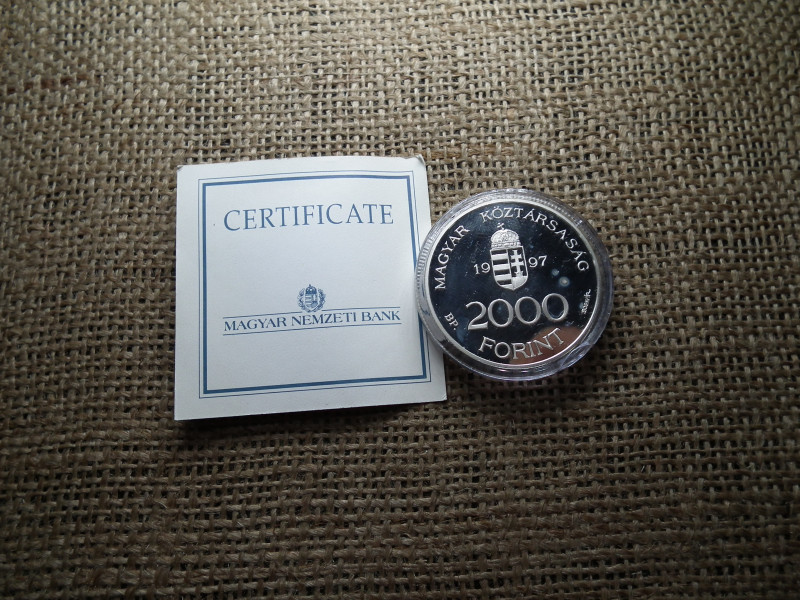 CERTIFICATE
MAGYAR NEMZETI BANK
MAGYAR KÖZTÁRSASÁG
19 97
2000
BP.
FORINT